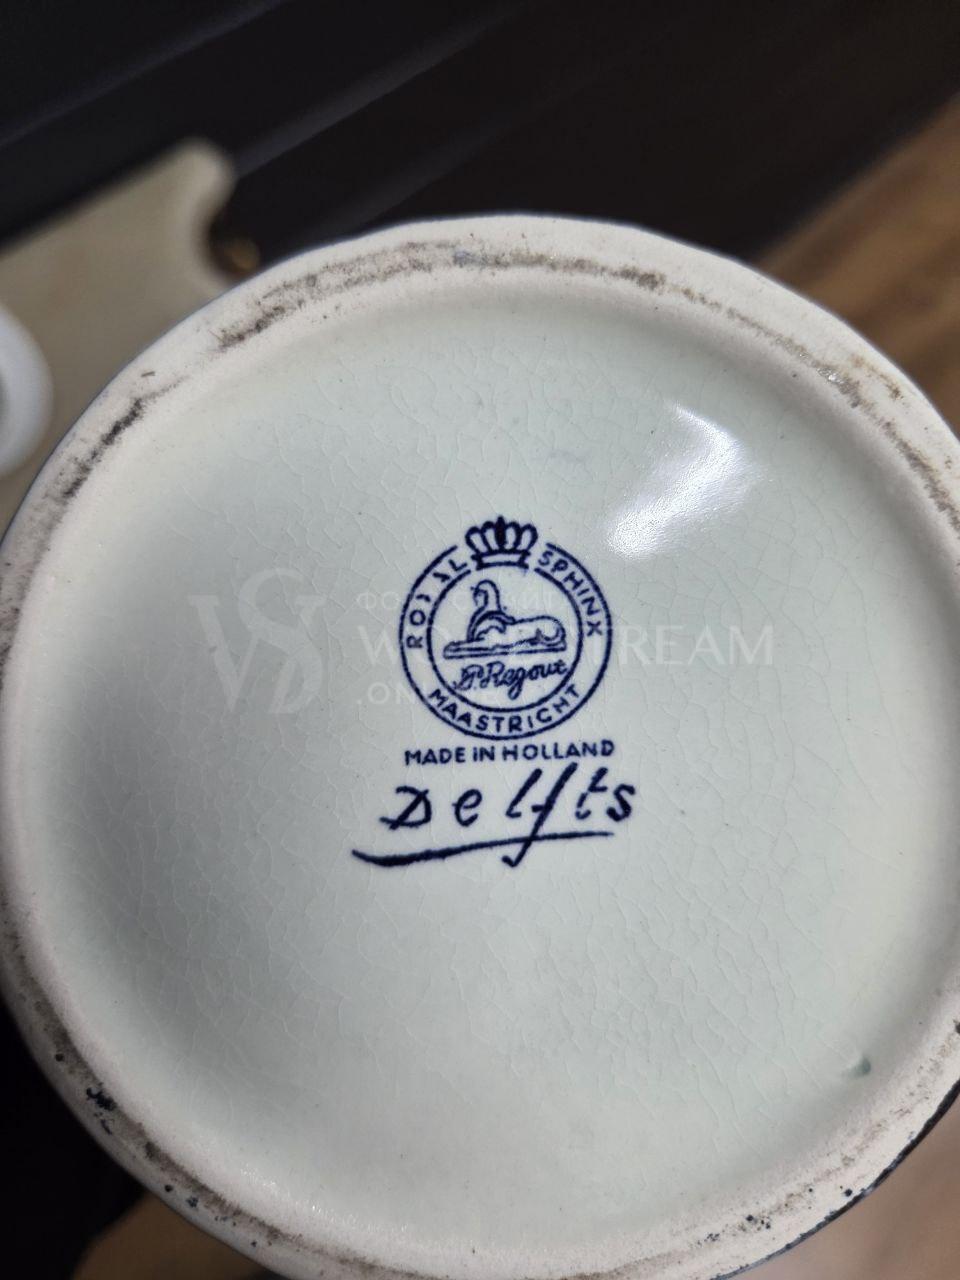 ROYAL SPHINX
P. Regout
MAASTRICHT
MADE IN HOLLAND
Delfts